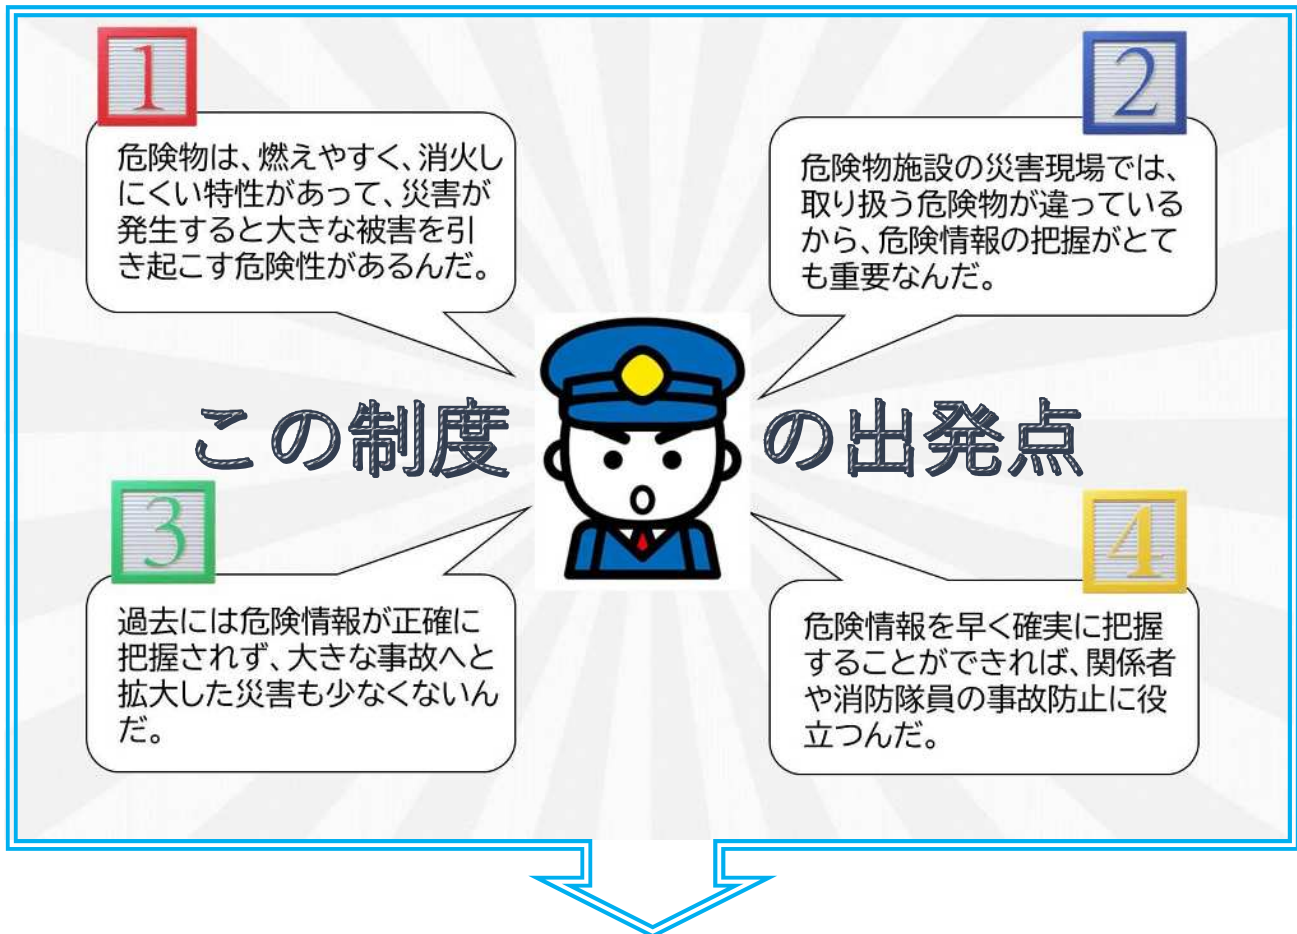 1
危険物は、燃えやすく、消火し
にくい特性があって、災害が
発生すると大きな被害を引
き起こす危険性があるんだ。
2
危険物施設の災害現場では、
取り扱う危険物が違っている
から、危険情報の把握がとて
も重要なんだ。
この制度の出発点
3
過去には危険情報が正確に
把握されず、大きな事故へと
拡大した災害も少なくないん
だ。
4
危険情報を早く確実に把握
することができれば、関係者
や消防隊員の事故防止に役
立つんだ。